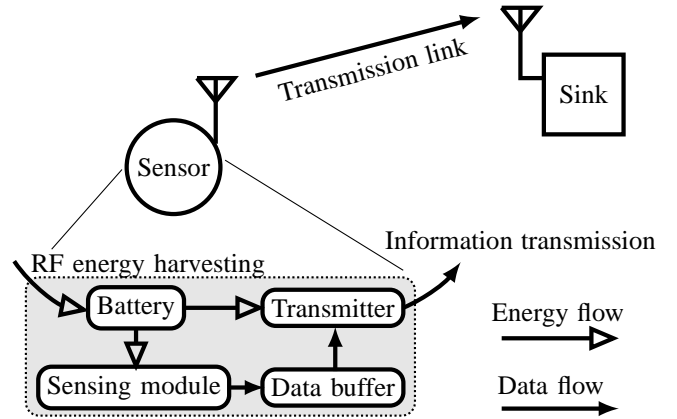 Transmission link
Sink
Sensor
Information transmission
RF energy harvesting
Battery
Transmitter
Energy flow
Sensing module
Data buffer
Data flow